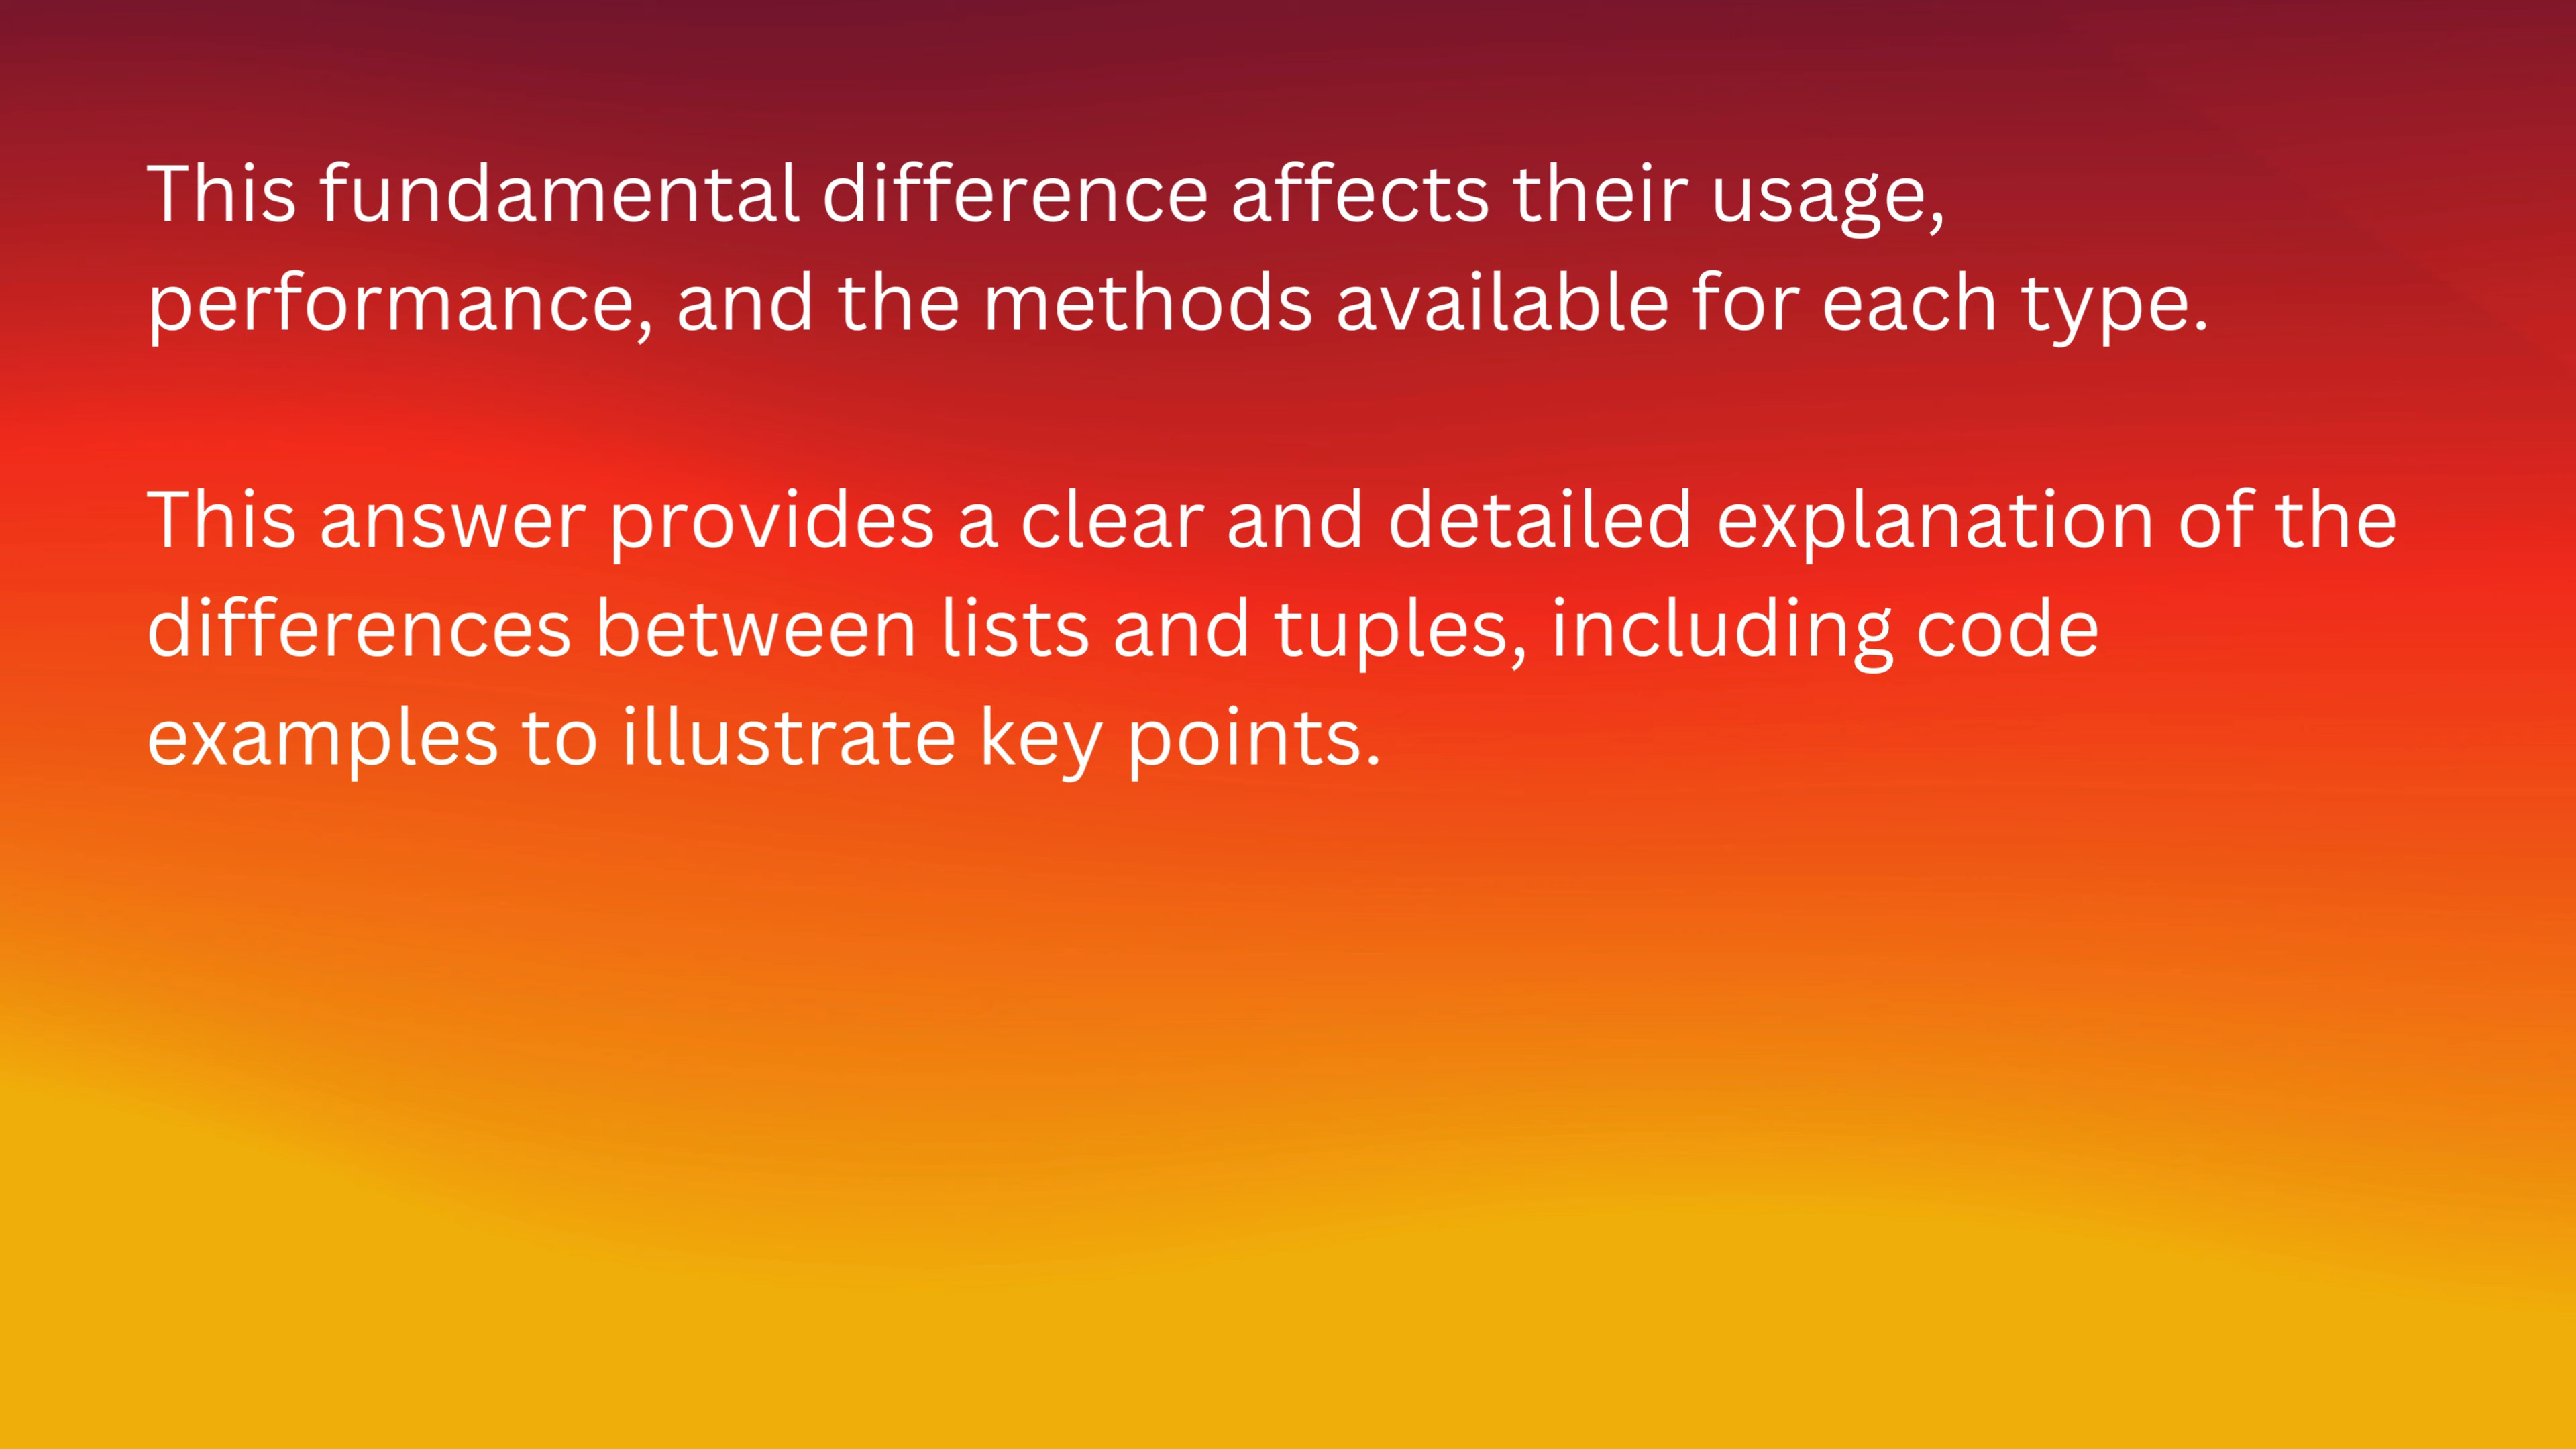 This fundamental difference affects their usage,
performance, and the methods available for each type.
This answer provides a clear and detailed explanation of the
differences between lists and tuples, including code
examples to illustrate key points.